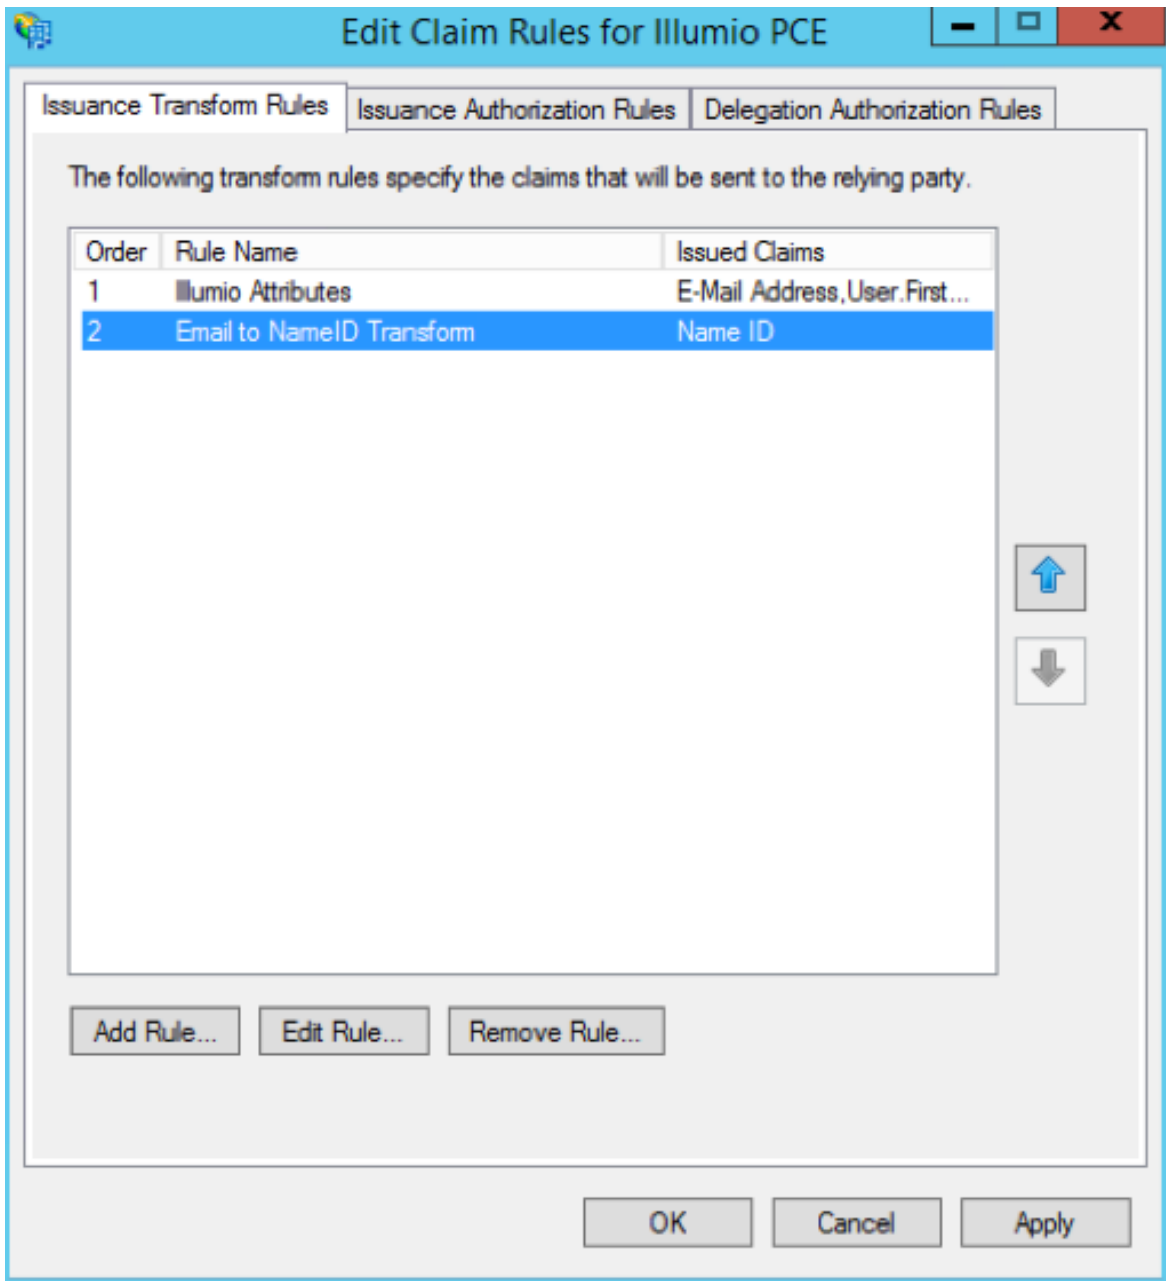 Edit Claim Rules for Illumio PCE
Issuance Transform Rules Issuance Authorization Rules Delegation Authorization Rules
The following transform rules specify the claims that will be sent to the relying party.
Order Rule Name Issued Claims
1 Illumio Attributes E-Mail Address,User.First...
2 Email to NameID Transform Name ID
Add Rule... Edit Rule... Remove Rule...
OK Cancel Apply